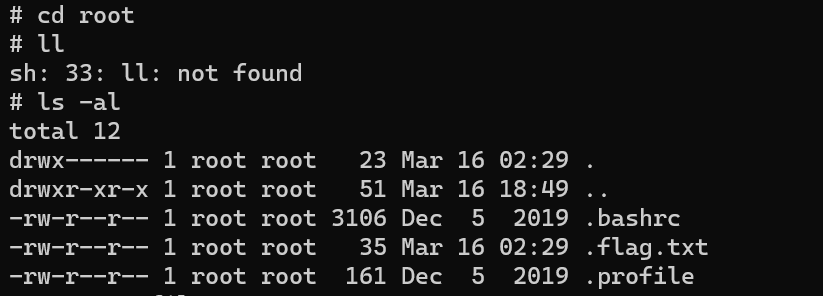 # cd root
# ll
sh: 33: ll: not found
# ls -al
total 12
drwx------ 1 root root   23 Mar 16 02:29 .
drwxr-xr-x 1 root root   51 Mar 16 18:49 ..
-rw-r--r-- 1 root root 3106 Dec  5  2019 .bashrc
-rw-r--r-- 1 root root   35 Mar 16 02:29 .flag.txt
-rw-r--r-- 1 root root  161 Dec  5  2019 .profile